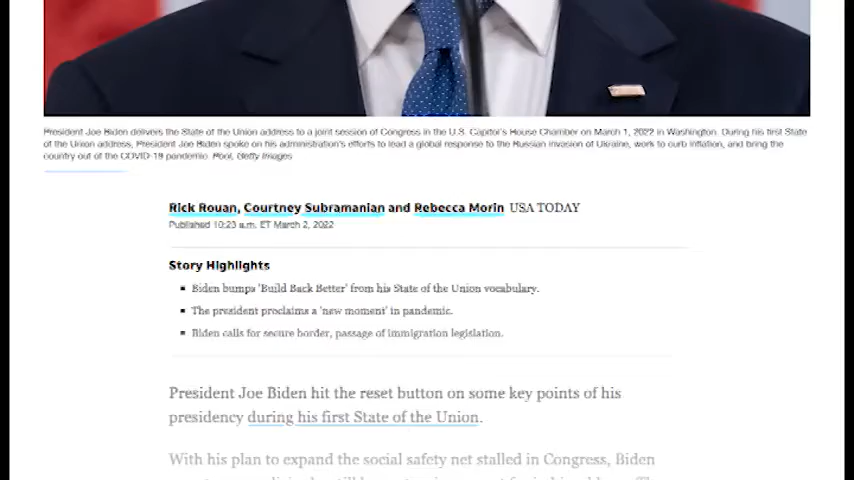 President Joe Biden delivers the State of the Union address to a joint session of Congress in the U.S. Capitol's House Chamber on March 1, 2022 in Washington. During his first State
of the Union address, President Joe Biden spoke on his administration's efforts to lead a global response to the Russian invasion of Ukraine, work to curb inflation, and bring the
country out of the COVID-19 pandemic. Pool, Getty Images
Rick Rouan, Courtney Subramanian and Rebecca Morin USA TODAY
Published 10:23 a.m. ET March 2, 2022
Story Highlights
▪ Biden bumps 'Build Back Better' from his State of the Union vocabulary.
▪ The president proclaims a 'new moment' in pandemic.
▪ Biden calls for secure border, passage of immigration legislation.
President Joe Biden hit the reset button on some key points of his
presidency during his first State of the Union.
With his plan to expand the social safety net stalled in Congress, Biden